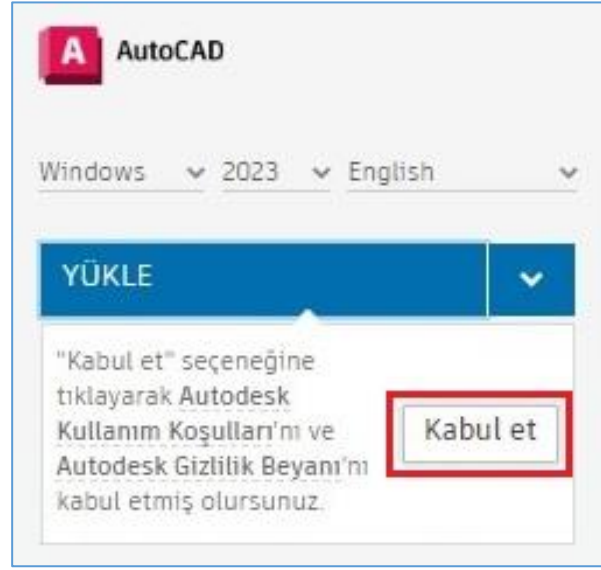 A AutoCAD
Windows 2023 English
YÜKLE
"Kabul et" seçeneğine
tıklayarak Autodesk
Kullanım Koşulları'nı ve
Autodesk Gizlilik Beyanı'nı
kabul etmiş olursunuz.
Kabul et